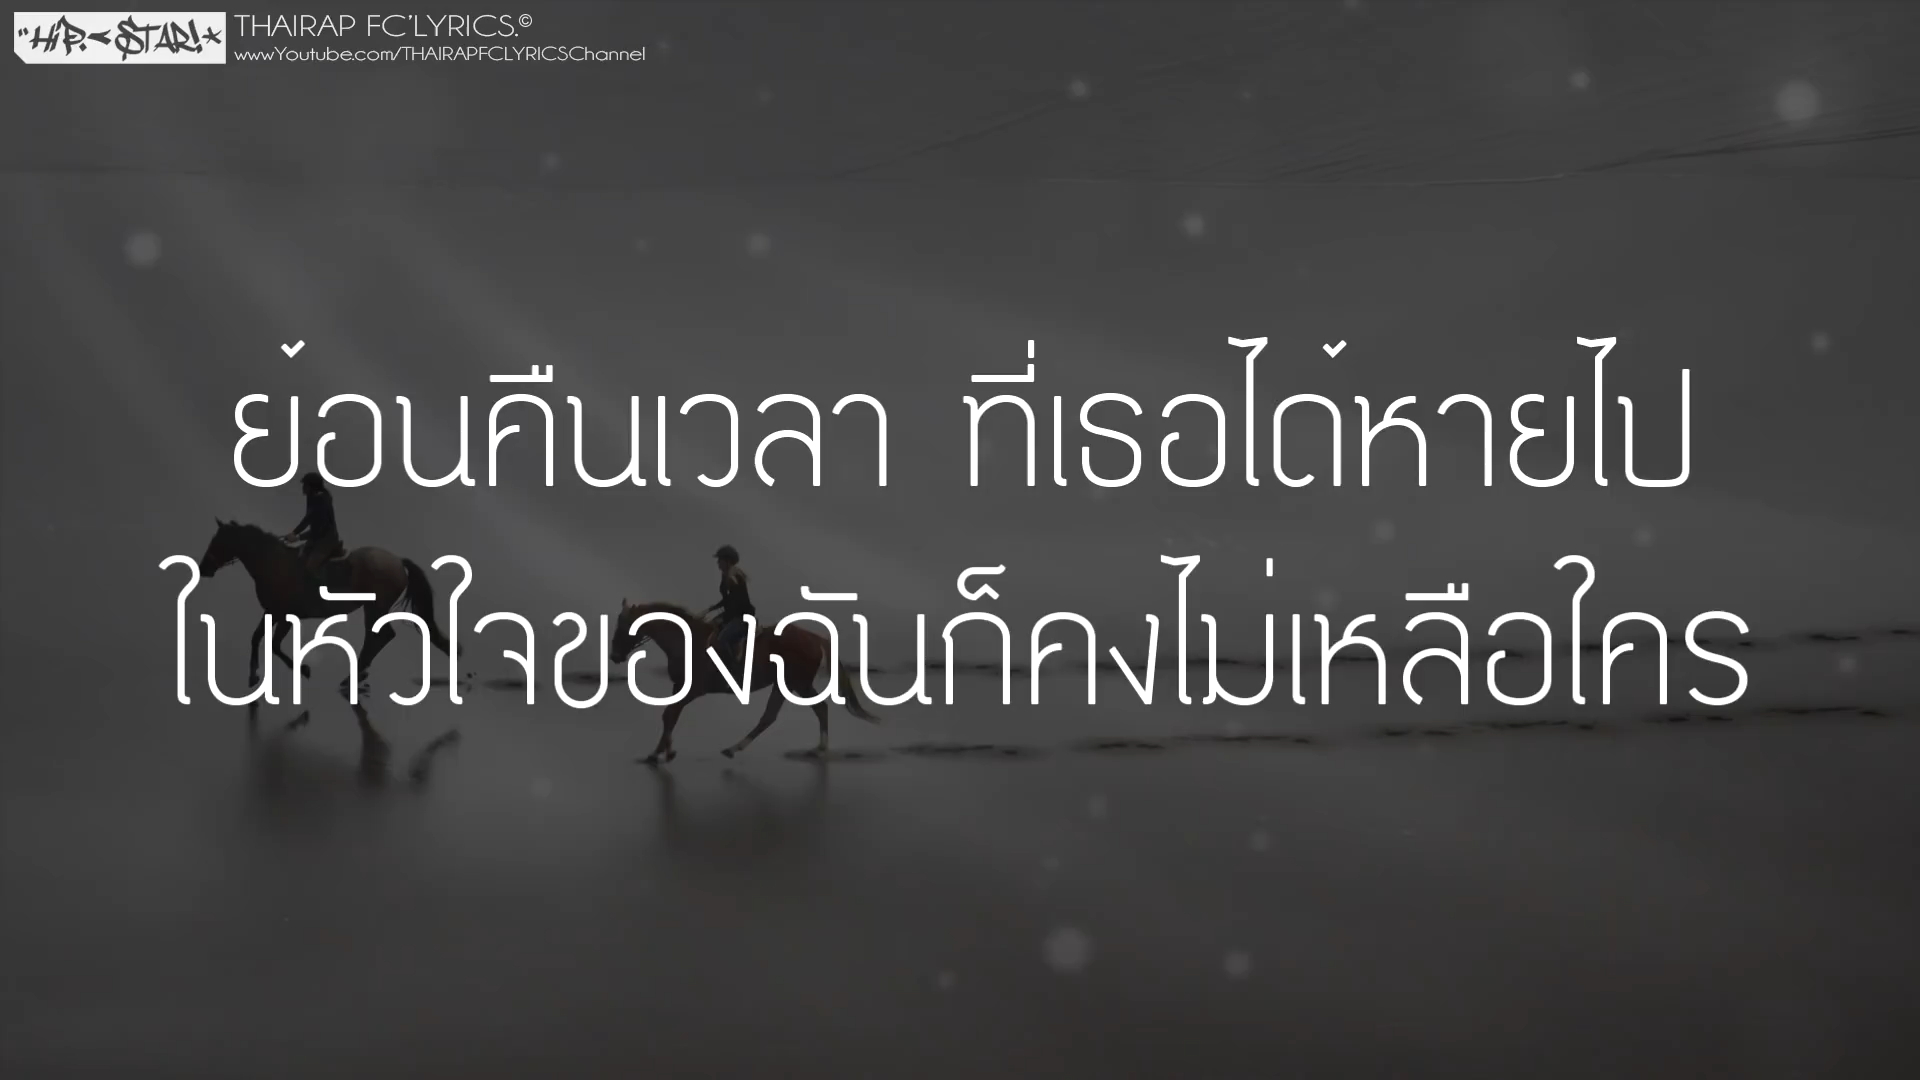 "HIP-STAR!*
THAIRAP FC'LYRICS.©
wwwYoutube.com/THAIRAPFCLYRICSChannel
ย้อนคืนเวลา ที่เธอได้หายไป
ในหัวใจของฉันก็คงไม่เหลือใคร